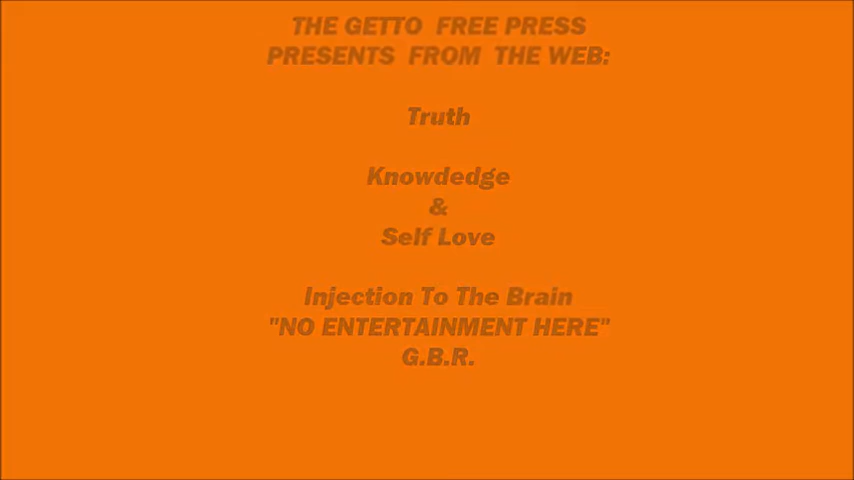 THE GETTO FREE PRESS
PRESENTS FROM THE WEB:
Truth
Knowdedge
&
Self Love
Injection To The Brain
"NO ENTERTAINMENT HERE"
G.B.R.